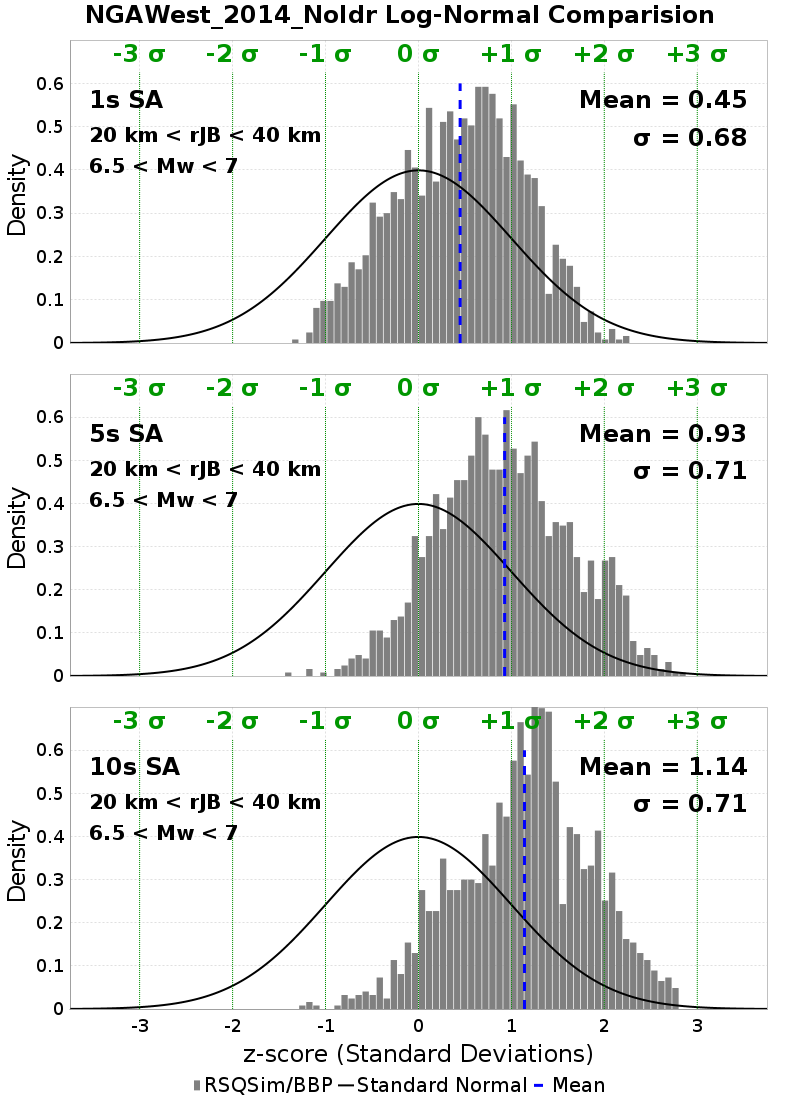 NGAWest_2014_NoIdr Log-Normal Comparision
-3 σ -2 σ -1 σ 0 σ +1 σ +2 σ +3 σ
0.6
1s SA Mean = 0.45
0.5
20 km < rJB < 40 km σ = 0.68
6.5 < Mw < 7
0.4
Density
0.3
0.2
0.1
0
-3 σ -2 σ -1 σ 0 σ +1 σ +2 σ +3 σ
0.6
5s SA Mean = 0.93
0.5
20 km < rJB < 40 km σ = 0.71
6.5 < Mw < 7
0.4
Density
0.3
0.2
0.1
0
-3 σ -2 σ -1 σ 0 σ +1 σ +2 σ +3 σ
0.6
10s SA Mean = 1.14
0.5
20 km < rJB < 40 km σ = 0.71
6.5 < Mw < 7
0.4
Density
0.3
0.2
0.1
0
-3 -2 -1 0 1 2 3
z-score (Standard Deviations)
RSQSim/BBP Standard Normal Mean